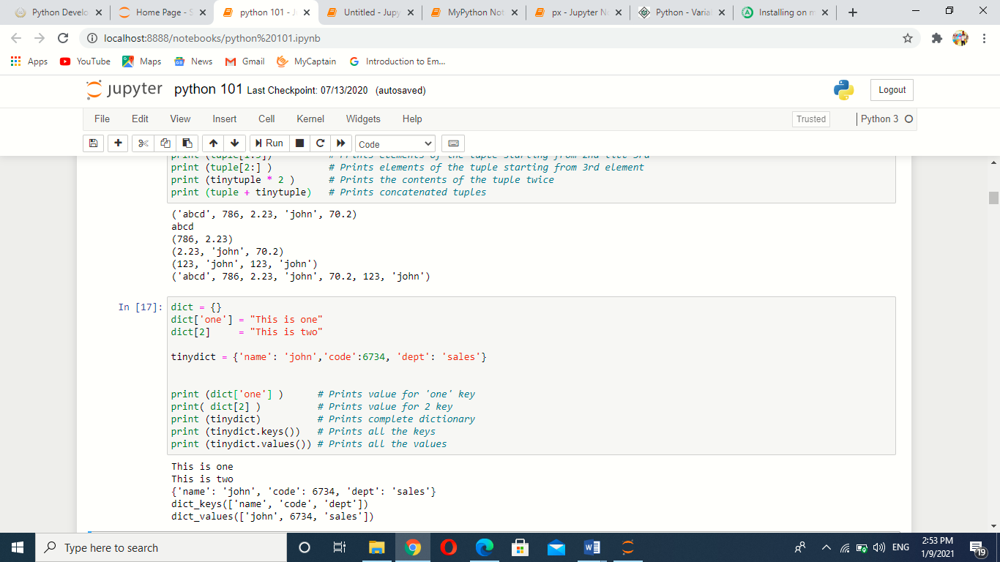 Python Develo
Home Page - S
python 101 - J
Untitled - Jupy
MyPython Not
px - Jupyter No
Python - Varial
Installing on m
localhost:8888/notebooks/python%20101.ipynb
Apps YouTube Maps News Gmail MyCaptain Introduction to Em...
jupyter python 101 Last Checkpoint: 07/13/2020 (autosaved)
Logout
File Edit View Insert Cell Kernel Widgets Help
Trusted Python 3
Run Code
print (tuple[1:3]) # Prints elements of the tuple starting from 2nd till 3rd
print (tuple[2:] ) # Prints elements of the tuple starting from 3rd element
print (tinytuple * 2 ) # Prints the contents of the tuple twice
print (tuple + tinytuple) # Prints concatenated tuples
('abcd', 786, 2.23, 'john', 70.2)
abcd
(786, 2.23)
(2.23, 'john', 70.2)
(123, 'john', 123, 'john')
('abcd', 786, 2.23, 'john', 70.2, 123, 'john')
In [17]: dict = {}
dict['one'] = "This is one"
dict[2] = "This is two"
tinydict = {'name': 'john','code':6734, 'dept': 'sales'}
print (dict['one'] ) # Prints value for 'one' key
print( dict[2] ) # Prints value for 2 key
print (tinydict) # Prints complete dictionary
print (tinydict.keys()) # Prints all the keys
print (tinydict.values()) # Prints all the values
This is one
This is two
{'name': 'john', 'code': 6734, 'dept': 'sales'}
dict_keys(['name', 'code', 'dept'])
dict_values(['john', 6734, 'sales'])
Type here to search
ENG
2:53 PM
1/9/2021
19